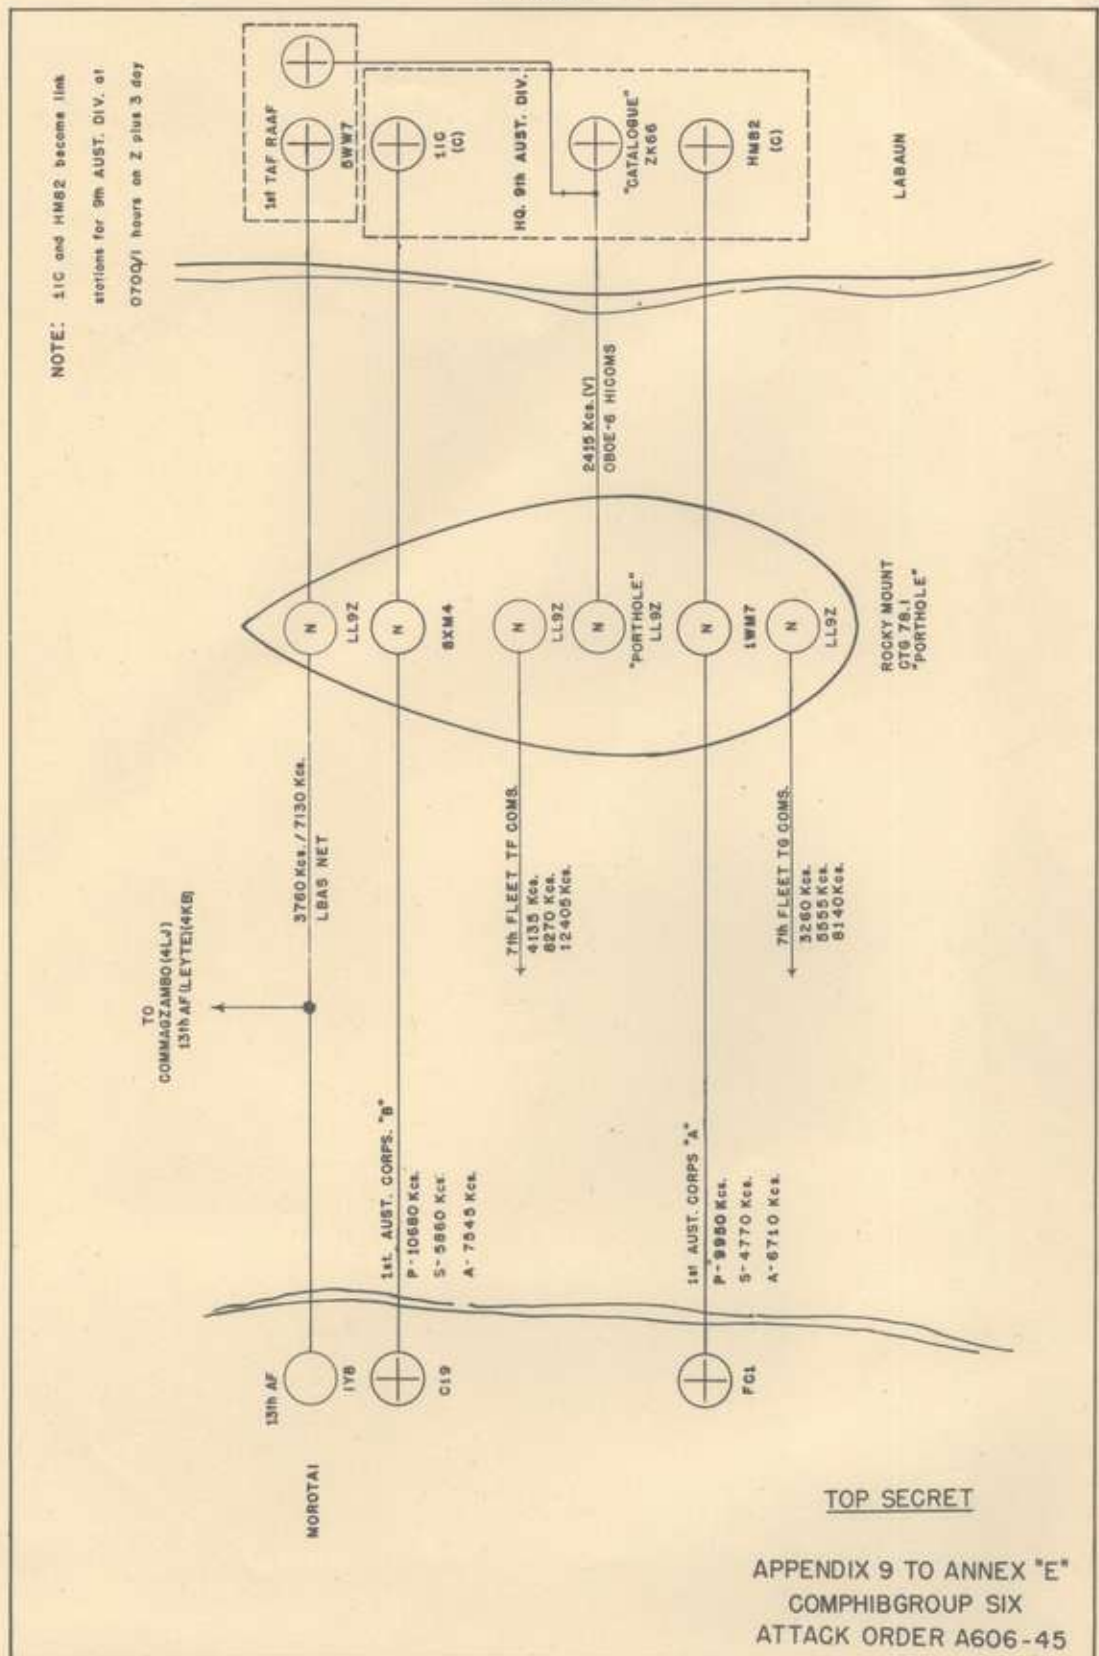 NOTE: 1IC and HM82 become link
stations for 9th AUST. DIV. at
0700/I hours on Z plus 3 day
1st TAF RAAF
5WW7
1IC
(C)
HQ. 9th AUST. DIV.
"CATALOGUE"
ZK66
HM82
(C)
LABAUN
2415 Kcs.(V)
OBOE-6 HICOMS
N
LL9Z
N
8XM4
N
LL9Z
N
"PORTHOLE"
LL9Z
N
1WM7
N
LL9Z
ROCKY MOUNT
CTG 78.1
"PORTHOLE"
3760 Kcs. / 7130 Kcs.
LBAS NET
7th FLEET TF COMS.
4135 Kcs.
8270 Kcs.
12405 Kcs.
7th FLEET TG COMS.
3260 Kcs.
5555 Kcs.
8140 Kcs.
TO
COMMAGZAMBO (4LJ)
13th AF (LEYTE)(4KB)
1st. AUST. CORPS. "B"
P-10680 Kcs.
S-5860 Kcs.
A-7545 Kcs.
1st AUST. CORPS "A"
P-9950 Kcs.
S-4770 Kcs.
A-6710 Kcs.
13th AF
1Y8
C19
FC1
MOROTAI
TOP SECRET
APPENDIX 9 TO ANNEX "E"
COMPHIBGROUP SIX
ATTACK ORDER A606-45